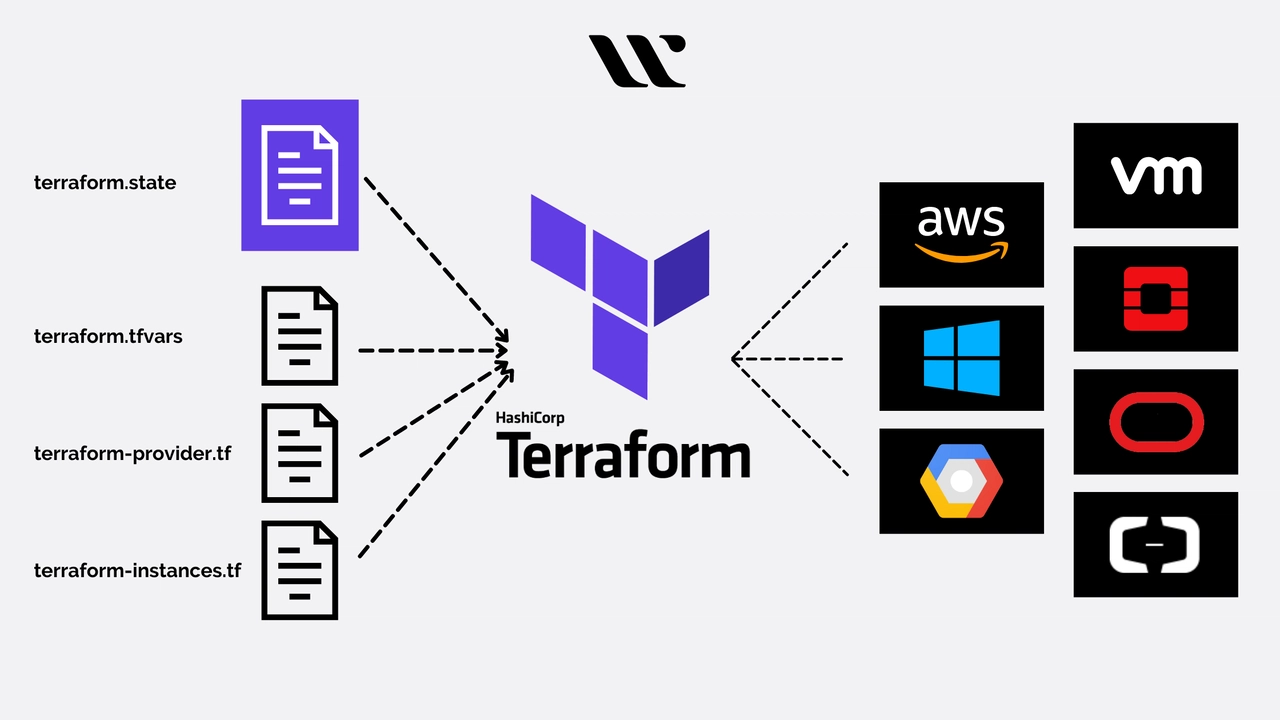 terraform.state
terraform.tfvars
terraform-provider.tf
terraform-instances.tf
HashiCorp
Terraform
aws
vm